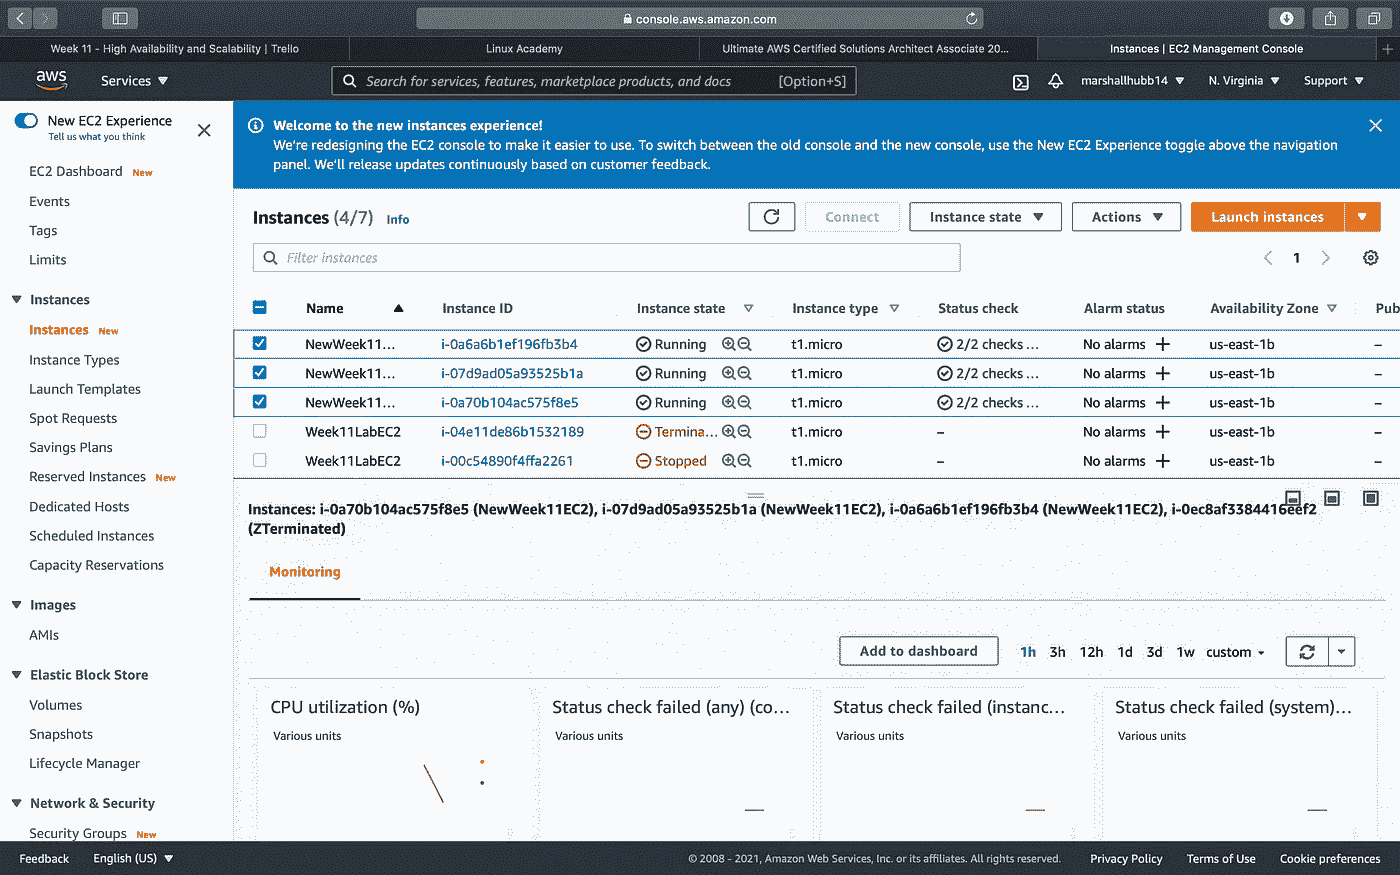 console.aws.amazon.com
Week 11 - High Availability and Scalability | Trello
Linux Academy
Ultimate AWS Certified Solutions Architect Associate 20...
Instances | EC2 Management Console
aws
Services
Search for services, features, marketplace products, and docs [Option+S]
marshallhubb14
N. Virginia
Support
New EC2 Experience
Tell us what you think
EC2 Dashboard New
Events
Tags
Limits
Instances
Instances New
Instance Types
Launch Templates
Spot Requests
Savings Plans
Reserved Instances New
Dedicated Hosts
Scheduled Instances
Capacity Reservations
Images
AMIs
Elastic Block Store
Volumes
Snapshots
Lifecycle Manager
Network & Security
Security Groups New
Welcome to the new instances experience!
We're redesigning the EC2 console to make it easier to use. To switch between the old console and the new console, use the New EC2 Experience toggle above the navigation
panel. We'll release updates continuously based on customer feedback.
Instances (4/7) Info
Connect
Instance state
Actions
Launch instances
Filter instances
1
Name Instance ID Instance state Instance type Status check Alarm status Availability Zone Pub
NewWeek11... i-0a6a6b1ef196fb3b4 Running t1.micro 2/2 checks ... No alarms + us-east-1b –
NewWeek11... i-07d9ad05a93525b1a Running t1.micro 2/2 checks ... No alarms + us-east-1b –
NewWeek11... i-0a70b104ac575f8e5 Running t1.micro 2/2 checks ... No alarms + us-east-1b –
Week11LabEC2 i-04e11de86b1532189 Termina... t1.micro – No alarms + us-east-1b –
Week11LabEC2 i-00c54890f4ffa2261 Stopped t1.micro – No alarms + us-east-1b –
Instances: i-0a70b104ac575f8e5 (NewWeek11EC2), i-07d9ad05a93525b1a (NewWeek11EC2), i-0a6a6b1ef196fb3b4 (NewWeek11EC2), i-0ec8af3384416eef2
(ZTerminated)
Monitoring
Add to dashboard
1h 3h 12h 1d 3d 1w custom
CPU utilization (%)
Various units
Status check failed (any) (co...
Various units
Status check failed (instanc...
Various units
Status check failed (system)...
Various units
Feedback
English (US)
© 2008 - 2021, Amazon Web Services, Inc. or its affiliates. All rights reserved.
Privacy Policy
Terms of Use
Cookie preferences